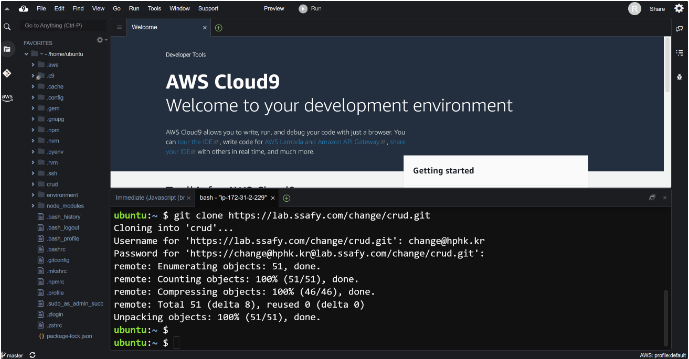 File Edit Find View Go Run Tools Window Support Preview Run
R Share
Go to Anything (Ctrl-P)
Welcome
FAVORITES
~ - /home/ubuntu
.aws
.c9
.cache
.config
.gem
.gnupg
.npm
.nvm
.pyenv
.rvm
.ssh
crud
environment
node_modules
.bash_history
.bash_logout
.bash_profile
.bashrc
.gitconfig
.mkshrc
.npmrc
.profile
.sudo_as_admin_succ
.zlogin
.zshrc
package-lock.json
aws
Developer Tools
AWS Cloud9
Welcome to your development environment
AWS Cloud9 allows you to write, run, and debug your code with just a browser. You
can tour the IDE, write code for AWS Lambda and Amazon API Gateway, share
your IDE with others in real time, and much more.
Getting started
Immediate (Javascript (br
bash - "ip-172-31-2-229"
ubuntu:~ $ git clone https://lab.ssafy.com/change/crud.git
Cloning into 'crud'...
Username for 'https://lab.ssafy.com/change/crud.git': change@hphk.kr
Password for 'https://change@hphk.kr@lab.ssafy.com/change/crud.git':
remote: Enumerating objects: 51, done.
remote: Counting objects: 100% (51/51), done.
remote: Compressing objects: 100% (46/46), done.
remote: Total 51 (delta 8), reused 0 (delta 0)
Unpacking objects: 100% (51/51), done.
ubuntu:~ $
ubuntu:~ $
master
AWS: profile:default